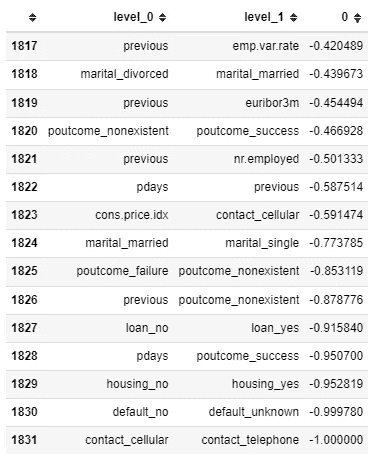 level_0 level_1 0
1817 previous emp.var.rate -0.420489
1818 marital_divorced marital_married -0.439673
1819 previous euribor3m -0.454494
1820 poutcome_nonexistent poutcome_success -0.466928
1821 previous nr.employed -0.501333
1822 pdays previous -0.587514
1823 cons.price.idx contact_cellular -0.591474
1824 marital_married marital_single -0.773785
1825 poutcome_failure poutcome_nonexistent -0.853119
1826 previous poutcome_nonexistent -0.878776
1827 loan_no loan_yes -0.915840
1828 pdays poutcome_success -0.950700
1829 housing_no housing_yes -0.952819
1830 default_no default_unknown -0.999780
1831 contact_cellular contact_telephone -1.000000